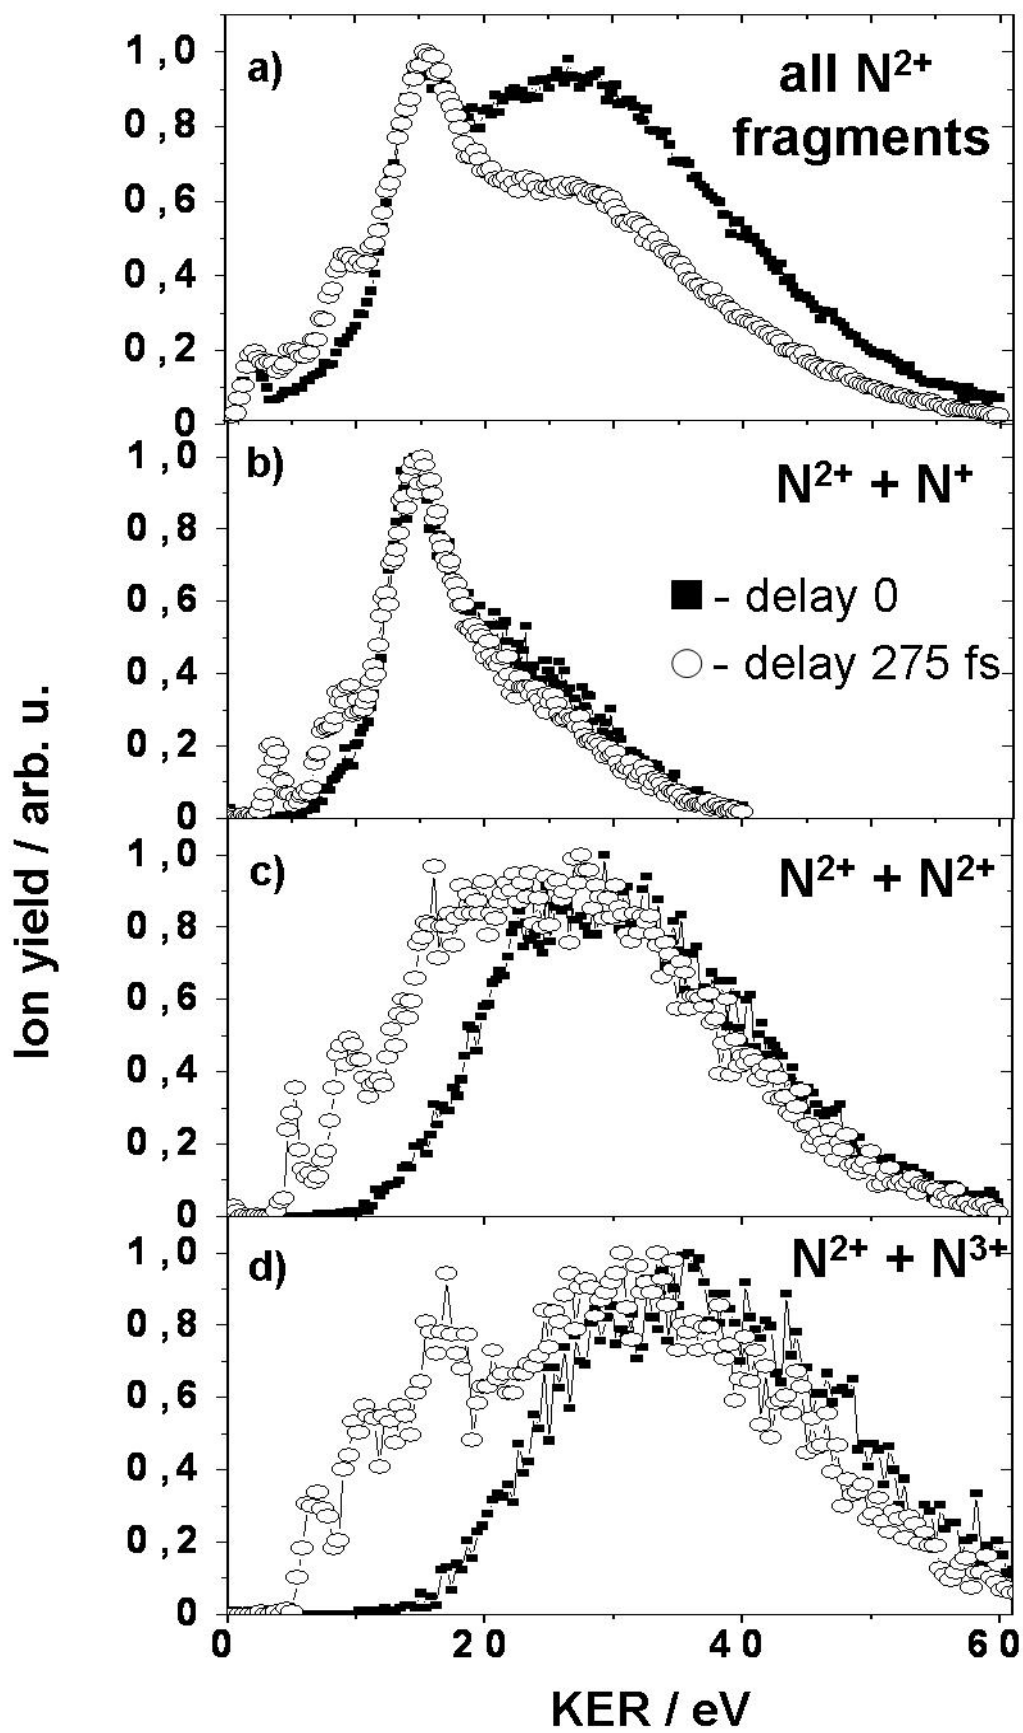 Ion yield / arb. u.
a)
all N²⁺
fragments
1,0
0,8
0,6
0,4
0,2
0
b)
N²⁺ + N⁺
■ - delay 0
○ - delay 275 fs
1,0
0,8
0,6
0,4
0,2
0
c)
N²⁺ + N²⁺
1,0
0,8
0,6
0,4
0,2
0
d)
N²⁺ + N³⁺
1,0
0,8
0,6
0,4
0,2
0
0 20 40 60
KER / eV